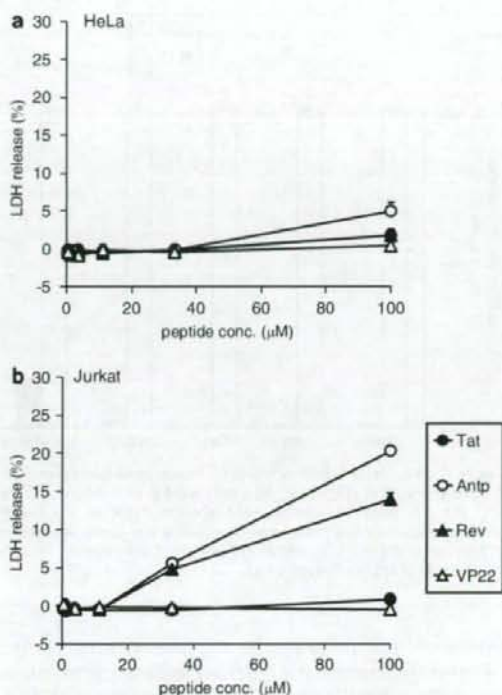 a HeLa
LDH release (%)
30
25
20
15
10
5
0
-5
0 20 40 60 80 100
peptide conc. (μM)
b Jurkat
LDH release (%)
30
25
20
15
10
5
0
-5
0 20 40 60 80 100
peptide conc. (μM)
Tat
Antp
Rev
VP22